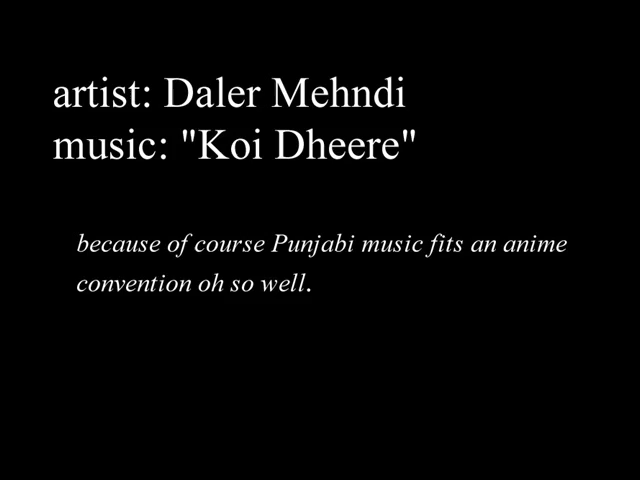 artist: Daler Mehndi
music: "Koi Dheere"
because of course Punjabi music fits an anime
convention oh so well.